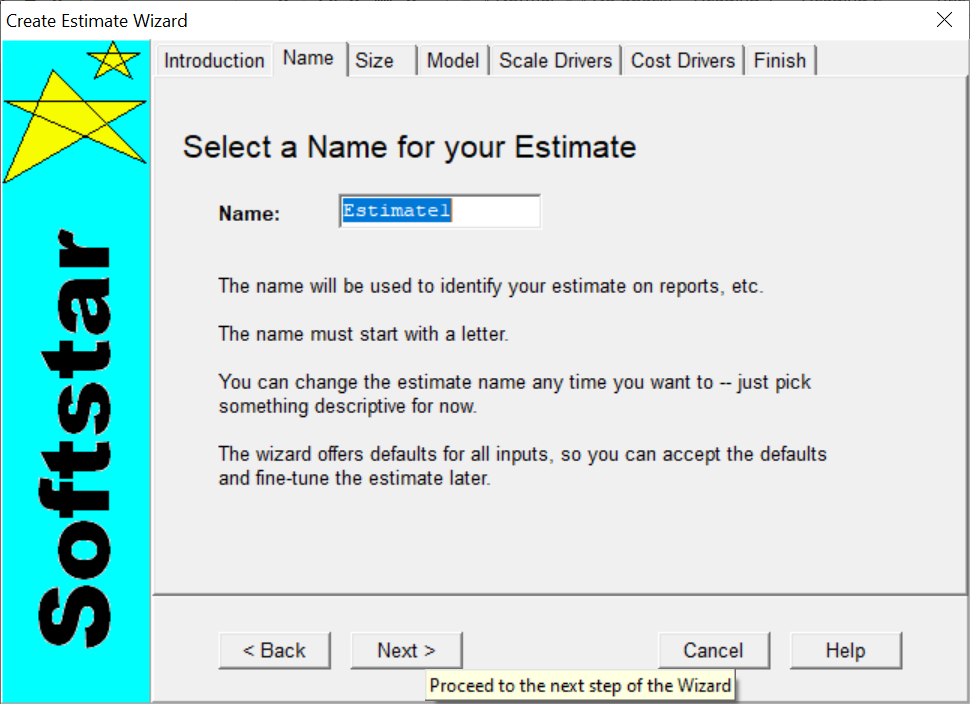 Create Estimate Wizard
Softstar
Introduction Name Size Model Scale Drivers Cost Drivers Finish
Select a Name for your Estimate
Name: Estimate1
The name will be used to identify your estimate on reports, etc.
The name must start with a letter.
You can change the estimate name any time you want to -- just pick
something descriptive for now.
The wizard offers defaults for all inputs, so you can accept the defaults
and fine-tune the estimate later.
< Back Next > Cancel Help
Proceed to the next step of the Wizard